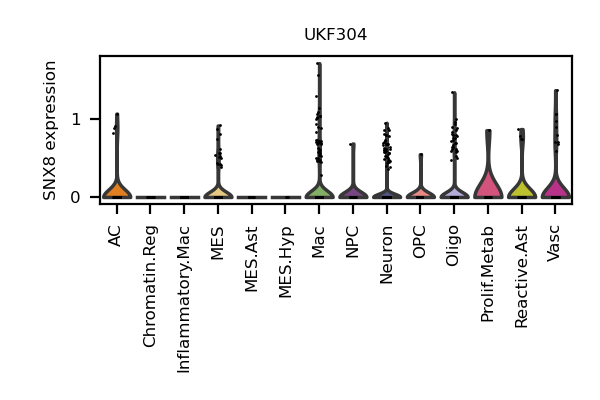 UKF304
SNX8 expression
1
0
AC
Chromatin.Reg
Inflammatory.Mac
MES
MES.Ast
MES.Hyp
Mac
NPC
Neuron
OPC
Oligo
Prolif.Metab
Reactive.Ast
Vasc